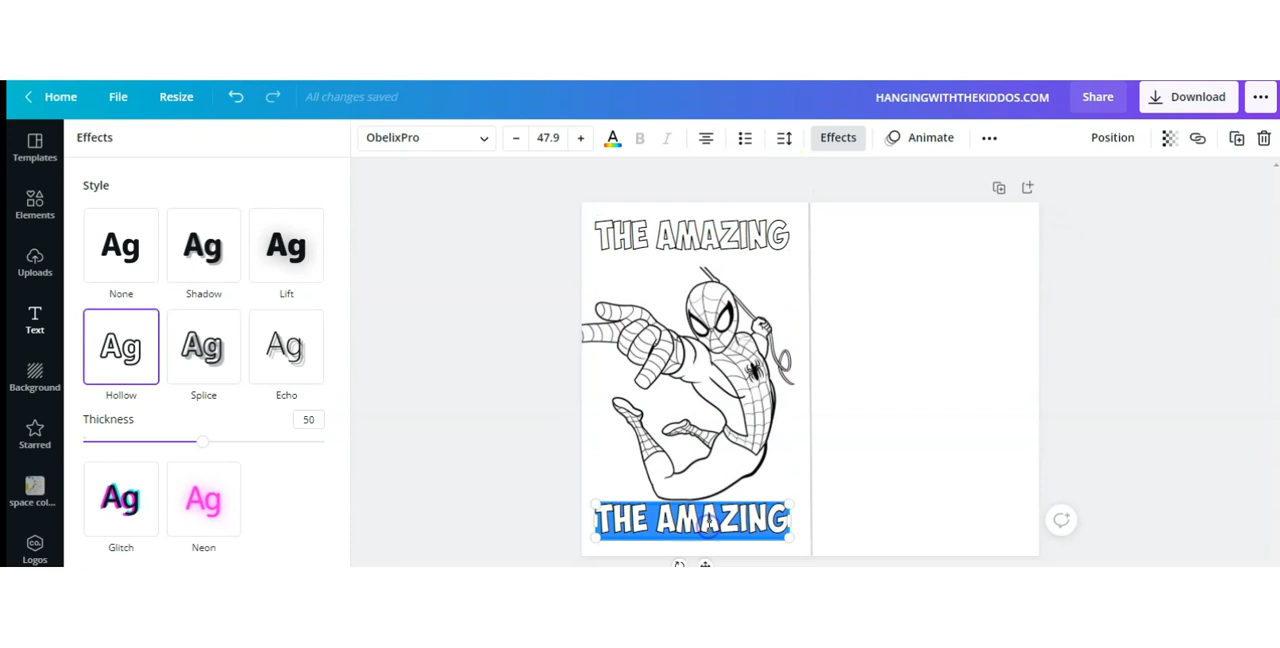 Home File Resize All changes saved HANGINGWITHTHEKIDDOS.COM Share Download
Templates
Elements
Uploads
Text
Background
Starred
space col...
CO.
Logos
Effects
Style
Ag Ag Ag
None Shadow Lift
Ag Ag Ag
Hollow Splice Echo
Thickness 50
Ag Ag
Glitch Neon
ObelixPro - 47.9 + A B I Effects Animate Position
THE AMAZING
THE AMAZING